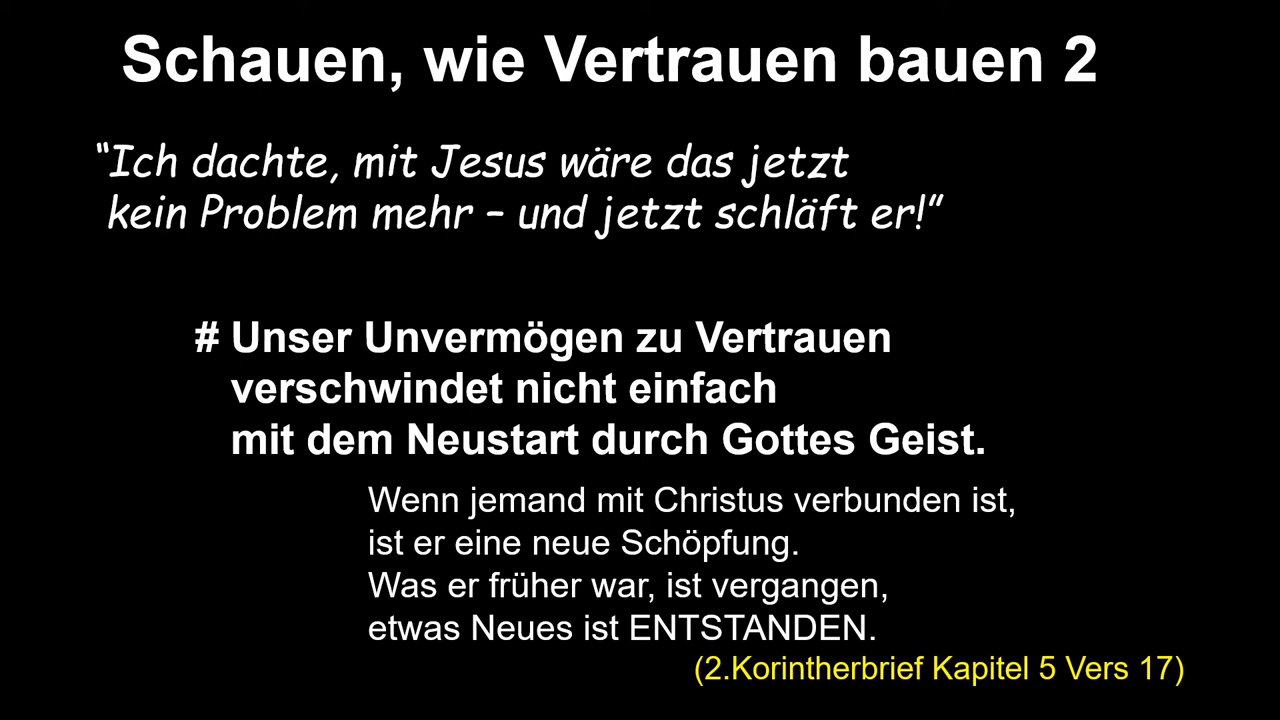 Schauen, wie Vertrauen bauen 2
“Ich dachte, mit Jesus wäre das jetzt
kein Problem mehr – und jetzt schläft er!”
# Unser Unvermögen zu Vertrauen
verschwindet nicht einfach
mit dem Neustart durch Gottes Geist.
Wenn jemand mit Christus verbunden ist,
ist er eine neue Schöpfung.
Was er früher war, ist vergangen,
etwas Neues ist ENTSTANDEN.
(2.Korintherbrief Kapitel 5 Vers 17)